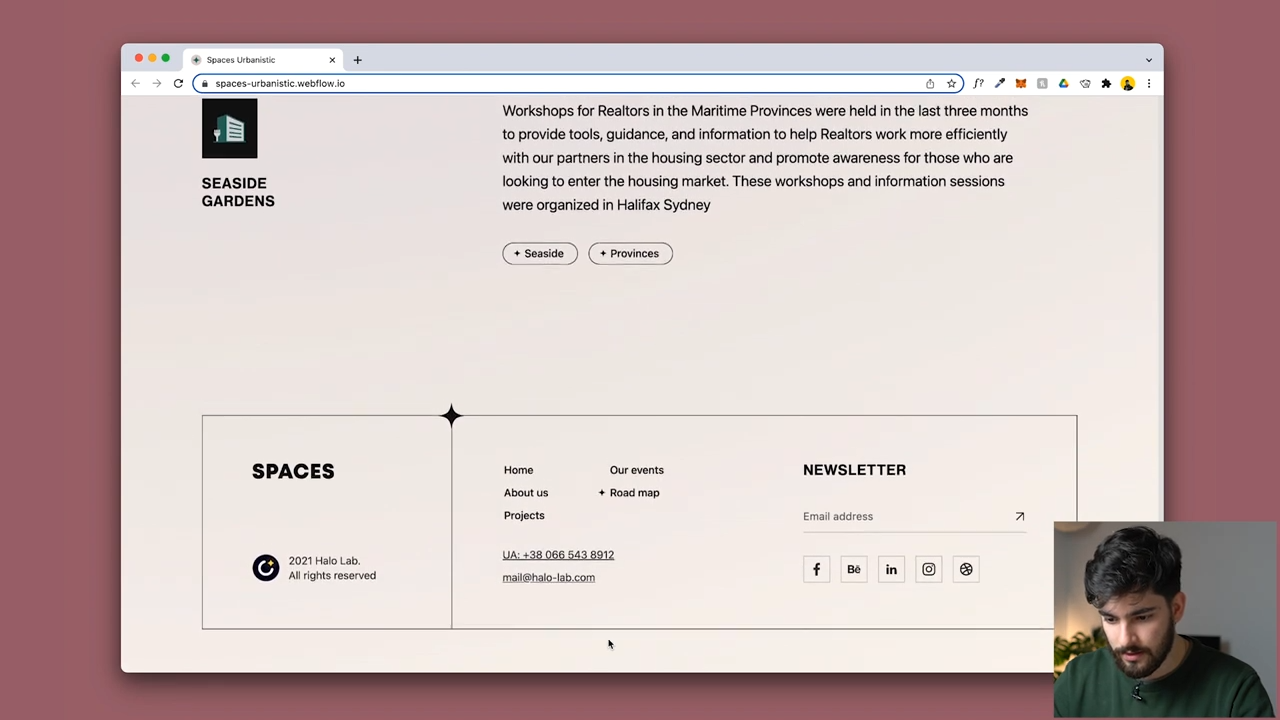 Spaces Urbanistic
spaces-urbanistic.webflow.io
SEASIDE
GARDENS
Workshops for Realtors in the Maritime Provinces were held in the last three months
to provide tools, guidance, and information to help Realtors work more efficiently
with our partners in the housing sector and promote awareness for those who are
looking to enter the housing market. These workshops and information sessions
were organized in Halifax Sydney
Seaside
Provinces
SPACES
2021 Halo Lab.
All rights reserved
Home
About us
Projects
Our events
Road map
UA: +38 066 543 8912
mail@halo-lab.com
NEWSLETTER
Email address
f
Bē
in